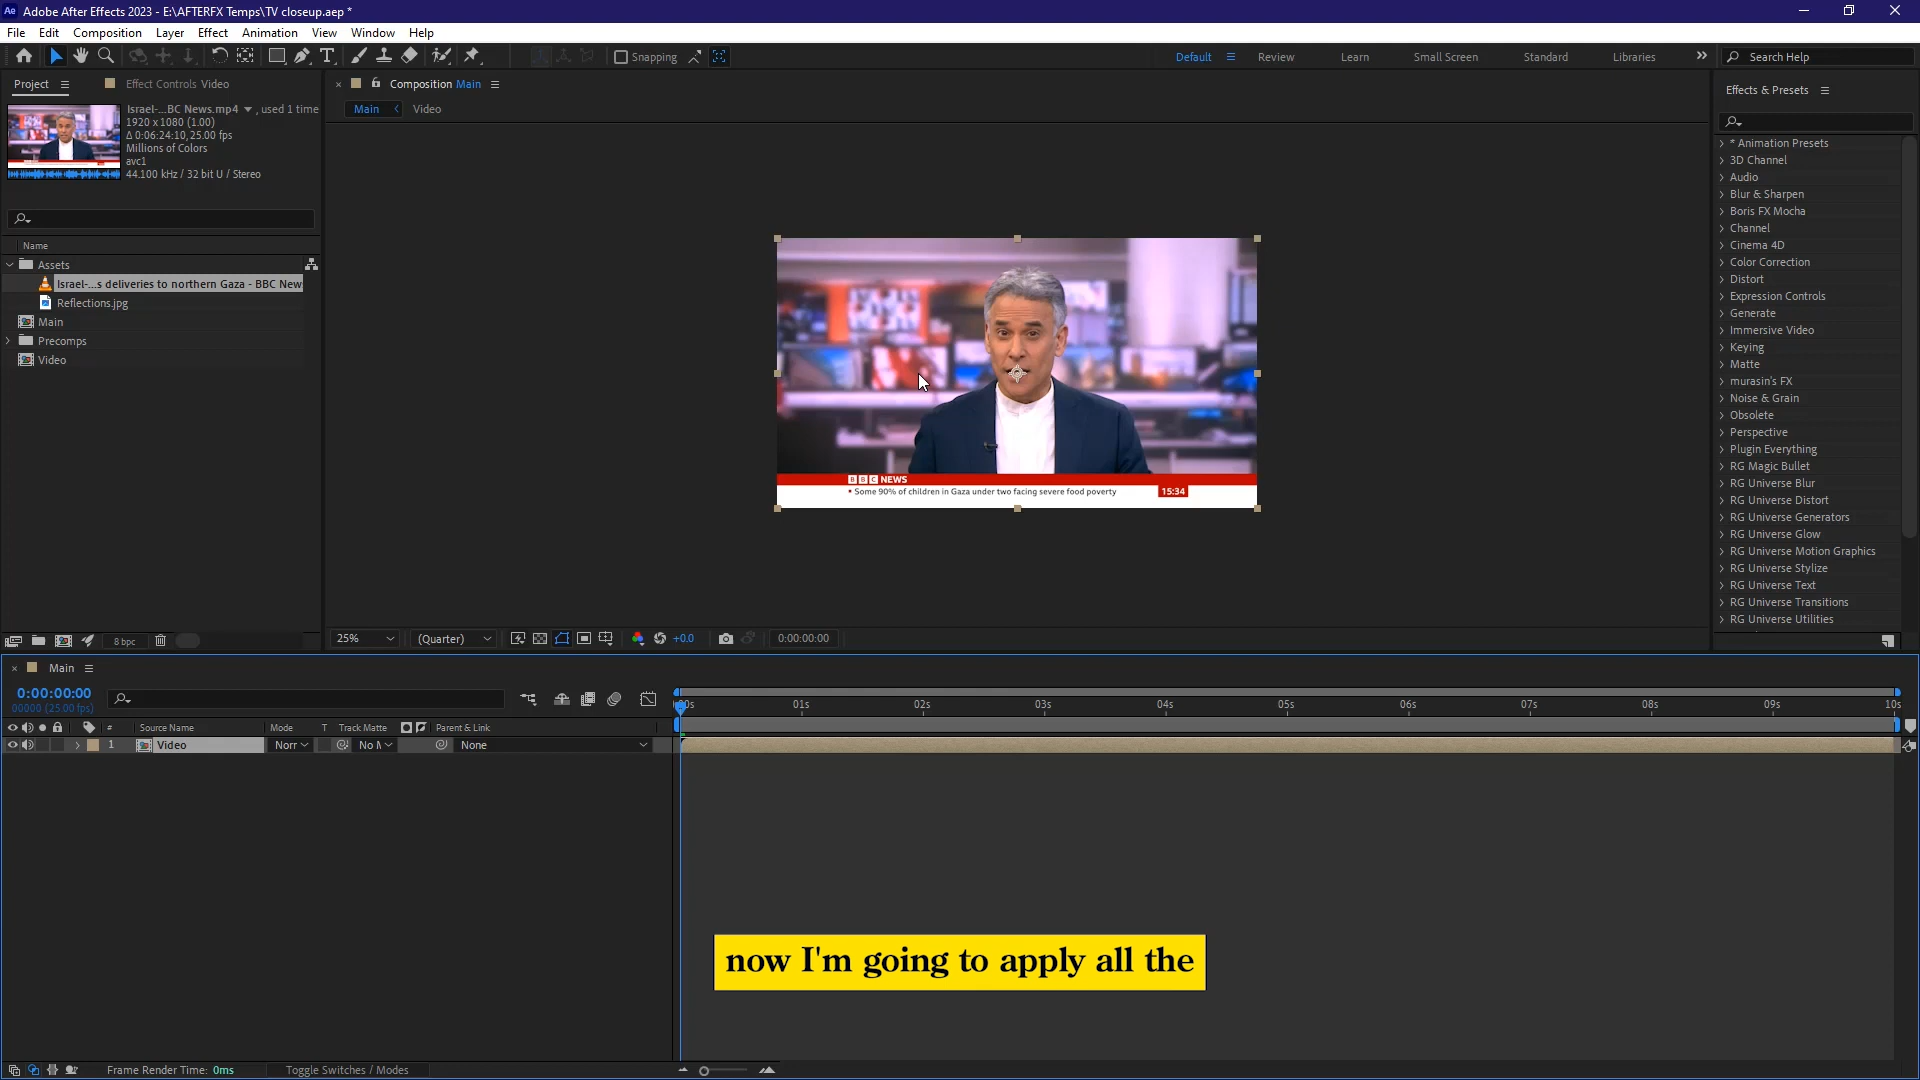 Ae Adobe After Effects 2023 - E:\AFTERFX Temps\TV closeup.aep *
File Edit Composition Layer Effect Animation View Window Help
Snapping
Default Review Learn Small Screen Standard Libraries Search Help
Project Effect Controls Video
Israel-...BC News.mp4 , used 1 time
1920 x 1080 (1.00)
Δ 0:06:24:10, 25.00 fps
Millions of Colors
avc1
44.100 kHz / 32 bit U / Stereo
Name
Assets
Israel-...s deliveries to northern Gaza - BBC New
Reflections.jpg
Main
Precomps
Video
8 bpc
Composition Main
Main Video
BBC NEWS
Some 90% of children in Gaza under two facing severe food poverty 15:34
25% (Quarter) +0.0 0:00:00:00
Effects & Presets
* Animation Presets
3D Channel
Audio
Blur & Sharpen
Boris FX Mocha
Channel
Cinema 4D
Color Correction
Distort
Expression Controls
Generate
Immersive Video
Keying
Matte
murasin's FX
Noise & Grain
Obsolete
Perspective
Plugin Everything
RG Magic Bullet
RG Universe Blur
RG Universe Distort
RG Universe Generators
RG Universe Glow
RG Universe Motion Graphics
RG Universe Stylize
RG Universe Text
RG Universe Transitions
RG Universe Utilities
Main
0:00:00:00
00000 (25.00 fps)
01s 02s 03s 04s 05s 06s 07s 08s 09s 10s
# Source Name Mode T Track Matte Parent & Link
1 Video Norr No M None
now I'm going to apply all the
Frame Render Time: 0ms Toggle Switches / Modes